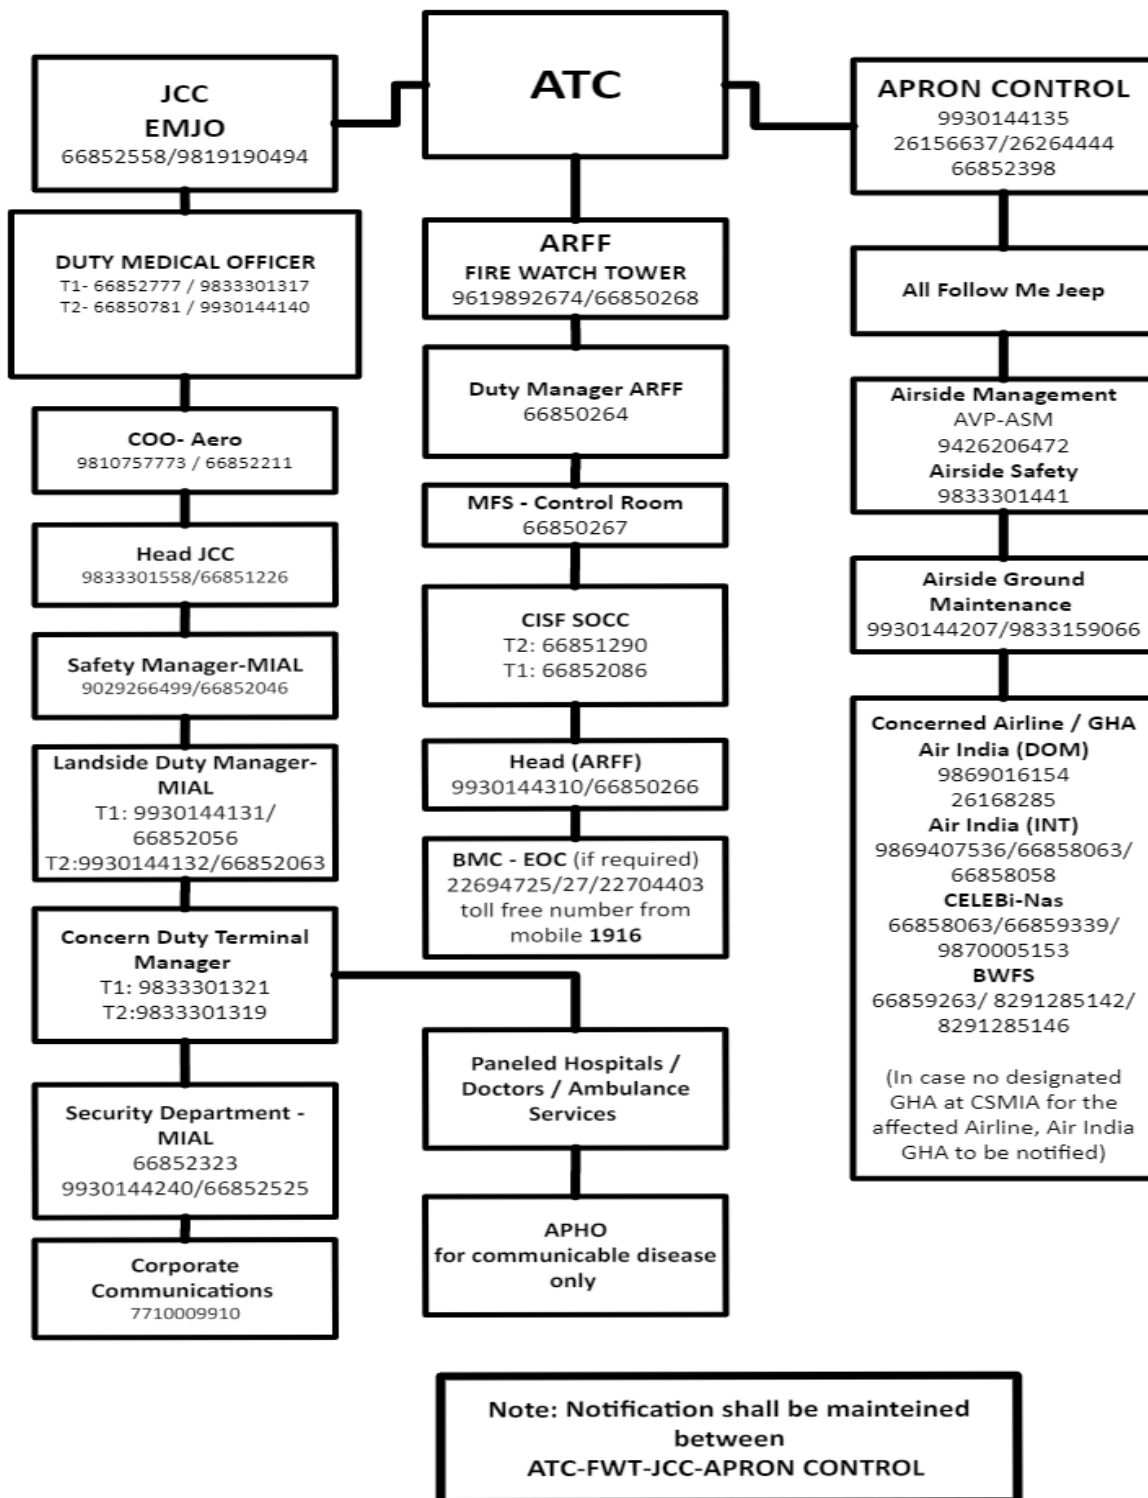 ATC
JCC
EMJO
66852558/9819190494
DUTY MEDICAL OFFICER
T1- 66852777 / 9833301317
T2- 66850781 / 9930144140
COO- Aero
9810757773 / 66852211
Head JCC
9833301558/66851226
Safety Manager-MIAL
9029266499/66852046
Landside Duty Manager-
MIAL
T1: 9930144131/
66852056
T2:9930144132/66852063
Concern Duty Terminal
Manager
T1: 9833301321
T2:9833301319
Security Department -
MIAL
66852323
9930144240/66852525
Corporate
Communications
7710009910
ARFF
FIRE WATCH TOWER
9619892674/66850268
Duty Manager ARFF
66850264
MFS - Control Room
66850267
CISF SOCC
T2: 66851290
T1: 66852086
Head (ARFF)
9930144310/66850266
BMC - EOC (if required)
22694725/27/22704403
toll free number from
mobile 1916
Paneled Hospitals /
Doctors / Ambulance
Services
APHO
for communicable disease
only
APRON CONTROL
9930144135
26156637/26264444
66852398
All Follow Me Jeep
Airside Management
AVP-ASM
9426206472
Airside Safety
9833301441
Airside Ground
Maintenance
9930144207/9833159066
Concerned Airline / GHA
Air India (DOM)
9869016154
26168285
Air India (INT)
9869407536/66858063/
66858058
CELEBi-Nas
66858063/66859339/
9870005153
BWFS
66859263/ 8291285142/
8291285146
(In case no designated
GHA at CSMIA for the
affected Airline, Air India
GHA to be notified)
Note: Notification shall be mainteined
between
ATC-FWT-JCC-APRON CONTROL